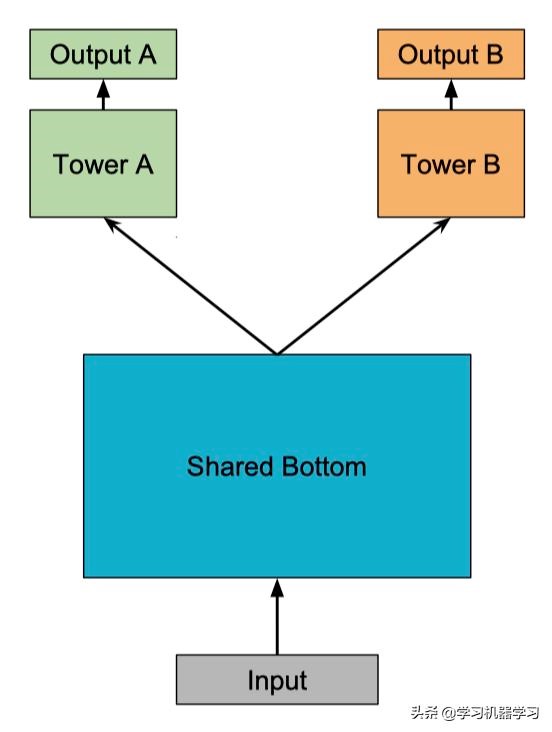 Output A
Output B
Tower A
Tower B
Shared Bottom
Input
头条 @学习机器学习